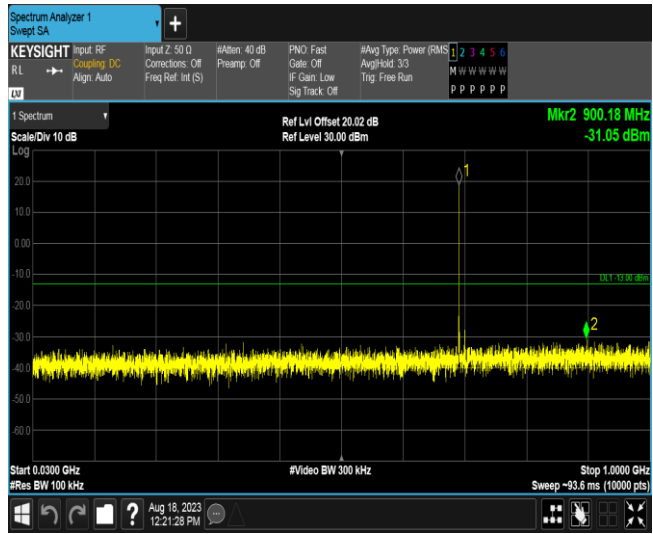 Spectrum Analyzer 1
Swept SA
+
KEYSIGHT Input: RF Input Z: 50 Ω #Atten: 40 dB PNO: Fast #Avg Type: Power (RMS 1 2 3 4 5 6
RL Coupling: DC Corrections: Off Preamp: Off Gate: Off Avg|Hold: 3/3 M W W W W W
Align: Auto Freq Ref: Int (S) IF Gain: Low Trig: Free Run
LXI Sig Track: Off P P P P P P
1 Spectrum Ref Lvl Offset 20.02 dB Mkr2 900.18 MHz
Scale/Div 10 dB Ref Level 30.00 dBm -31.05 dBm
Log
1
20.0
10.0
0.00
-10.0
DL1 -13.00 dBm
-20.0
2
-30.0
-40.0
-50.0
-60.0
Start 0.0300 GHz #Video BW 300 kHz Stop 1.0000 GHz
#Res BW 100 kHz Sweep ~93.6 ms (10000 pts)
? Aug 18, 2023
12:21:28 PM